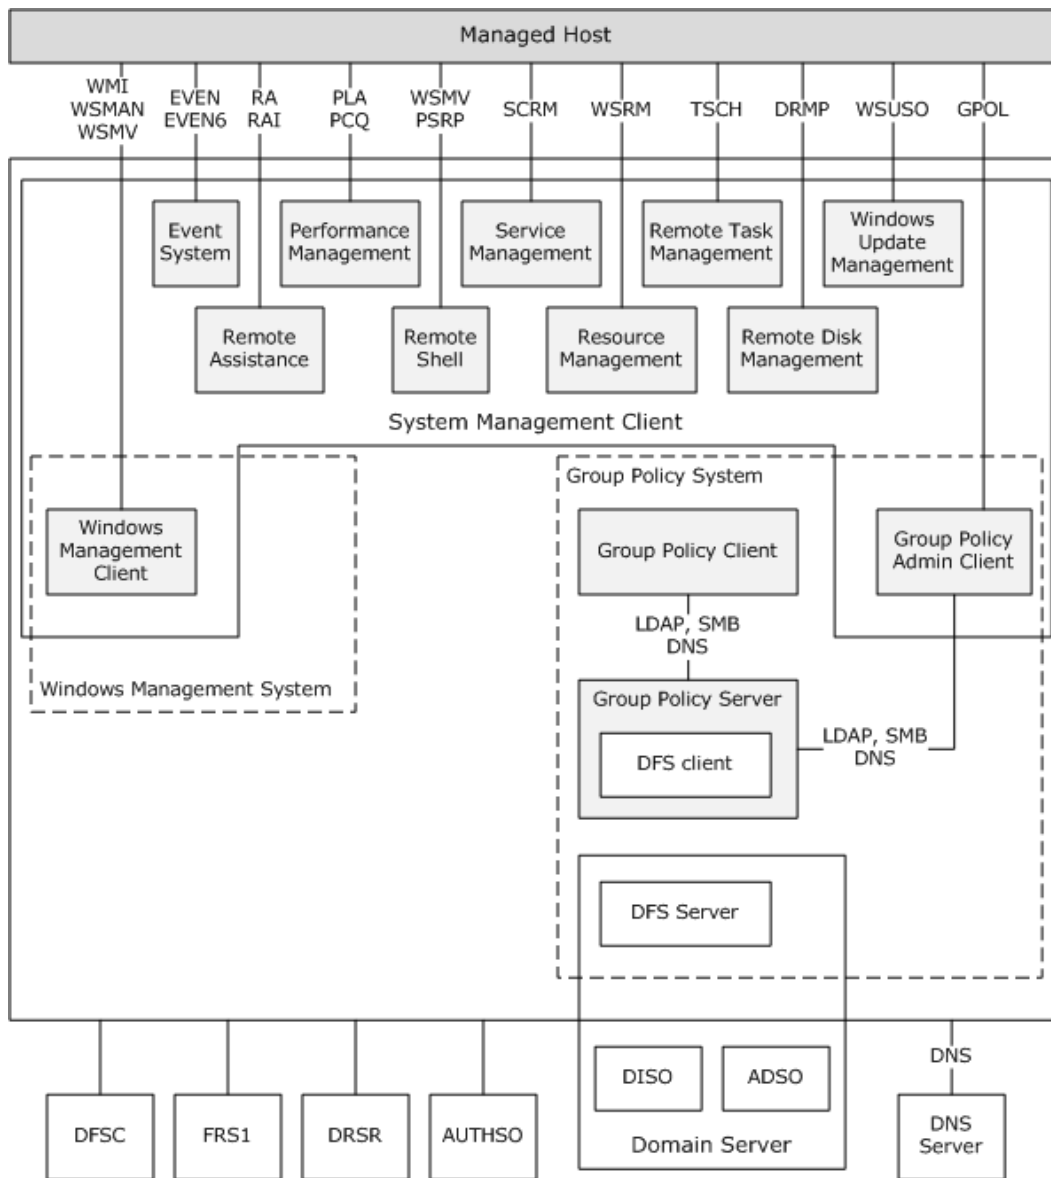 Managed Host
WMI
WSMAN
WSMV
EVEN
EVEN6
RA
RAI
PLA
PCQ
WSMV
PSRP
SCRM
WSRM
TSCH
DRMP
WSUSO
GPOL
Event
System
Performance
Management
Service
Management
Remote Task
Management
Windows
Update
Management
Remote
Assistance
Remote
Shell
Resource
Management
Remote Disk
Management
System Management Client
Group Policy System
Windows
Management
Client
Group Policy Client
Group Policy
Admin Client
LDAP, SMB
DNS
Windows Management System
Group Policy Server
DFS client
LDAP, SMB
DNS
DFS Server
DISO
ADSO
Domain Server
DNS
DFSC
FRS1
DRSR
AUTHSO
DNS
Server